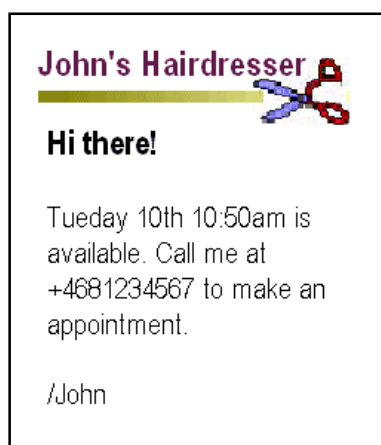 John's Hairdresser
Hi there!
Tueday 10th 10:50am is
available. Call me at
+4681234567 to make an
appointment.
/John